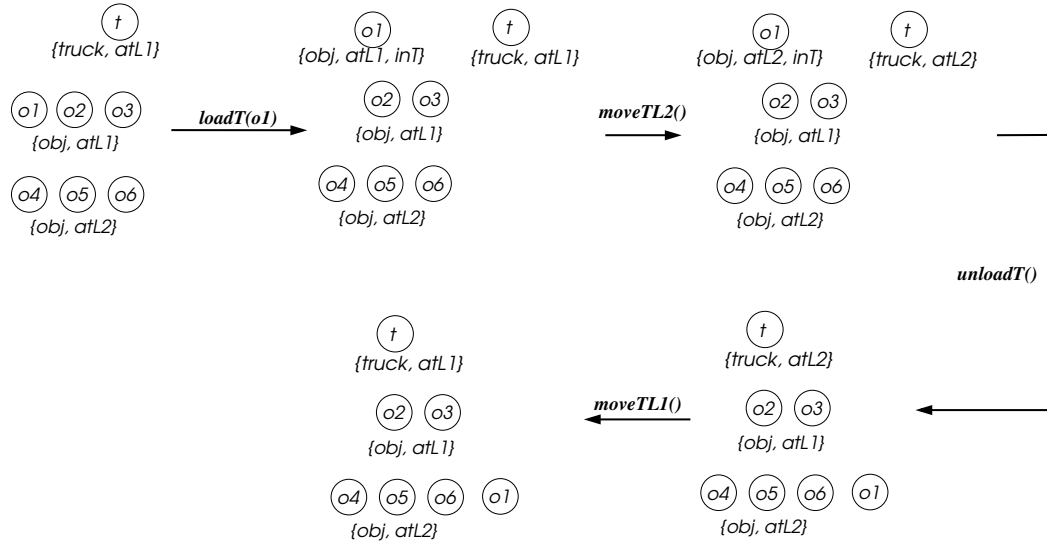 t
{truck, atL1}
o1 o2 o3
{obj, atL1}
o4 o5 o6
{obj, atL2}
loadT(o1)
o1
{obj, atL1, inT}
t
{truck, atL1}
o2 o3
{obj, atL1}
o4 o5 o6
{obj, atL2}
moveTL2()
o1
{obj, atL2, inT}
t
{truck, atL2}
o2 o3
{obj, atL1}
o4 o5 o6
{obj, atL2}
unloadT()
t
{truck, atL2}
o2 o3
{obj, atL1}
o4 o5 o6 o1
{obj, atL2}
moveTL1()
t
{truck, atL1}
o2 o3
{obj, atL1}
o4 o5 o6 o1
{obj, atL2}